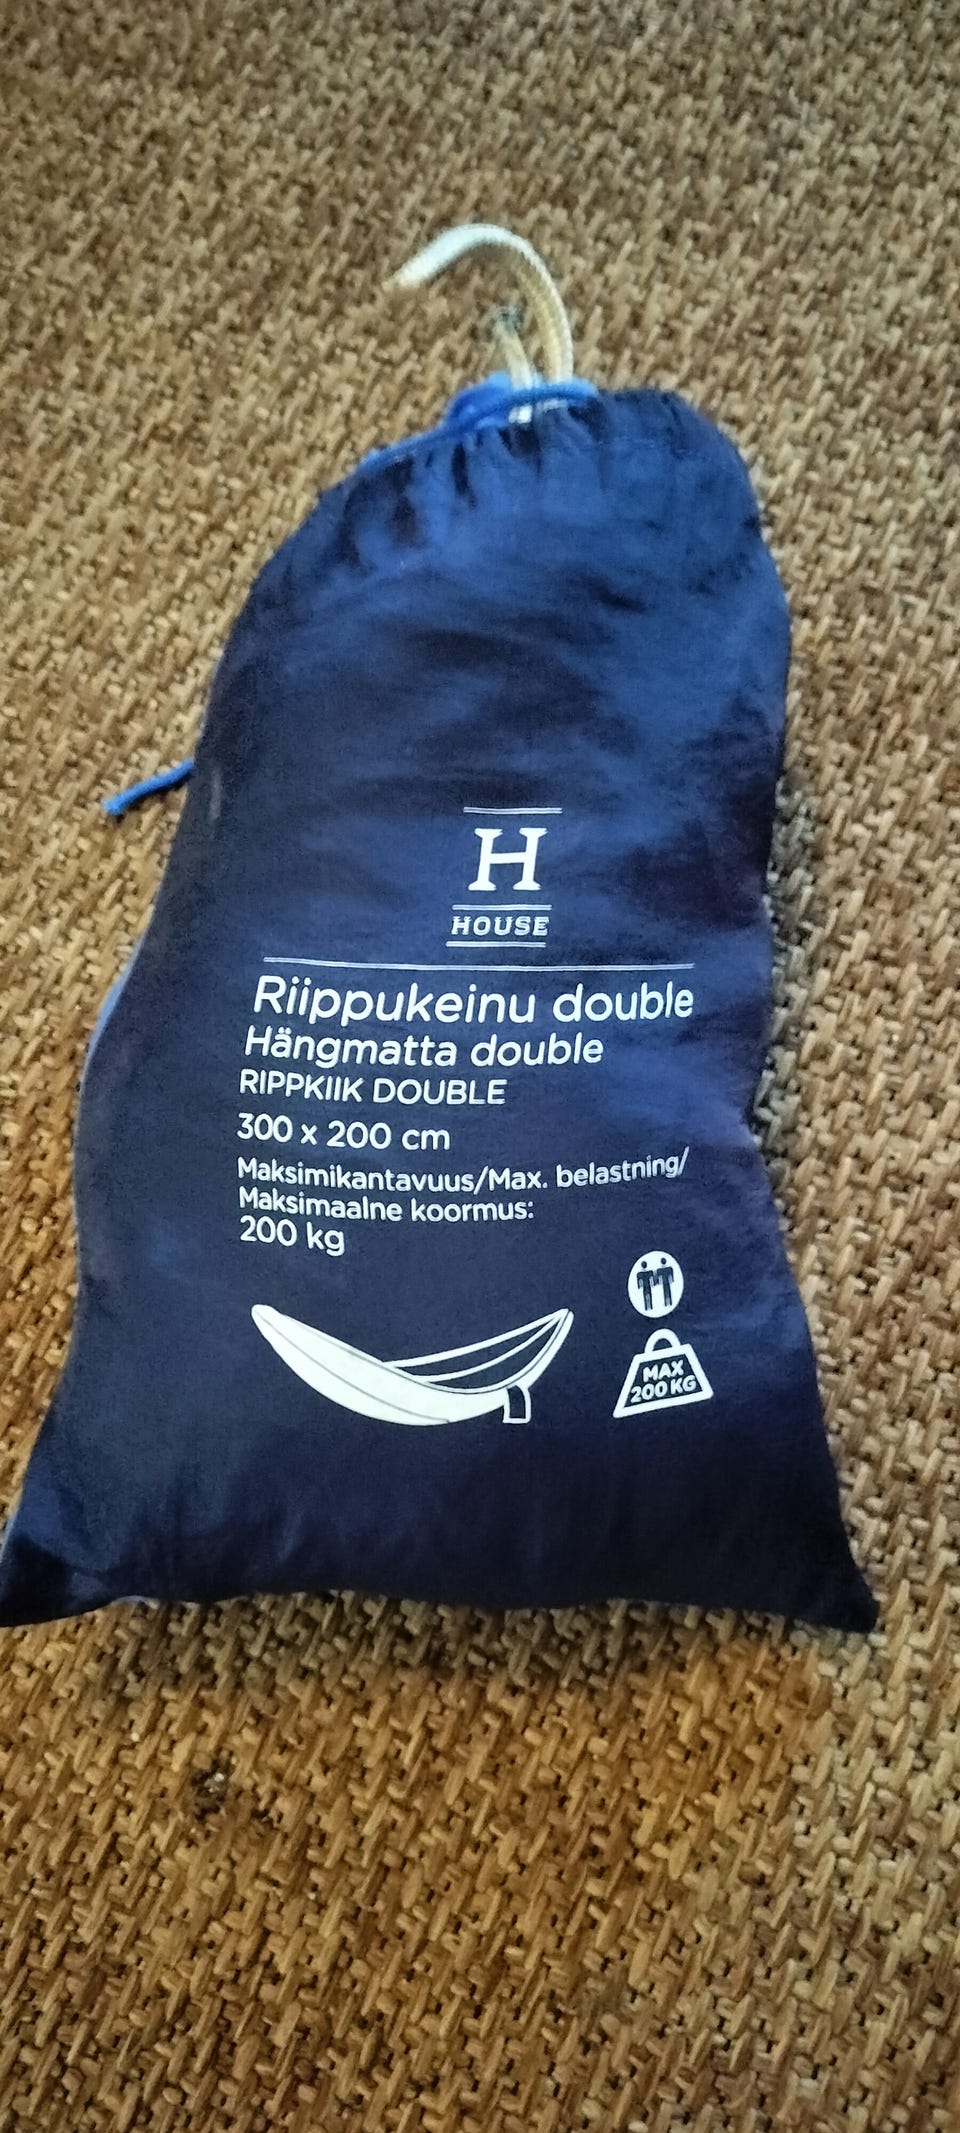 H
HOUSE
Riippukeinu double
Hängmatta double
RIPPKIIK DOUBLE
300 x 200 cm
Maksimikantavuus/Max. belastning/
Maksimaalne koormus:
200 kg
MAX
200 KG